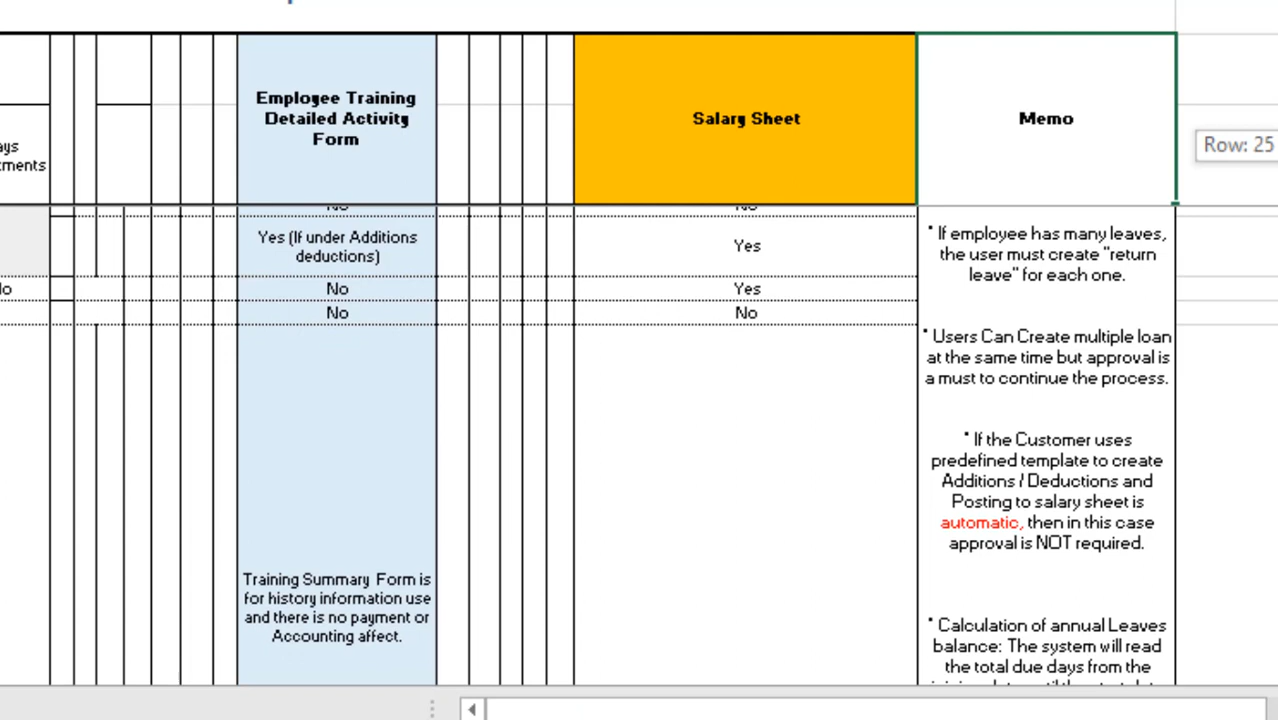 Employee Training
Detailed Activity
Form
Salary Sheet
Memo
Row: 25
No
No
Yes (If under Additions
deductions)
Yes
No
Yes
No
No
* If employee has many leaves,
the user must create "return
leave" for each one.
* Users Can Create multiple loan
at the same time but approval is
a must to continue the process.
* If the Customer uses
predefined template to create
Additions / Deductions and
Posting to salary sheet is
automatic, then in this case
approval is NOT required.
Training Summary Form is
for history information use
and there is no payment or
Accounting affect.
* Calculation of annual Leaves
balance: The system will read
the total due days from the